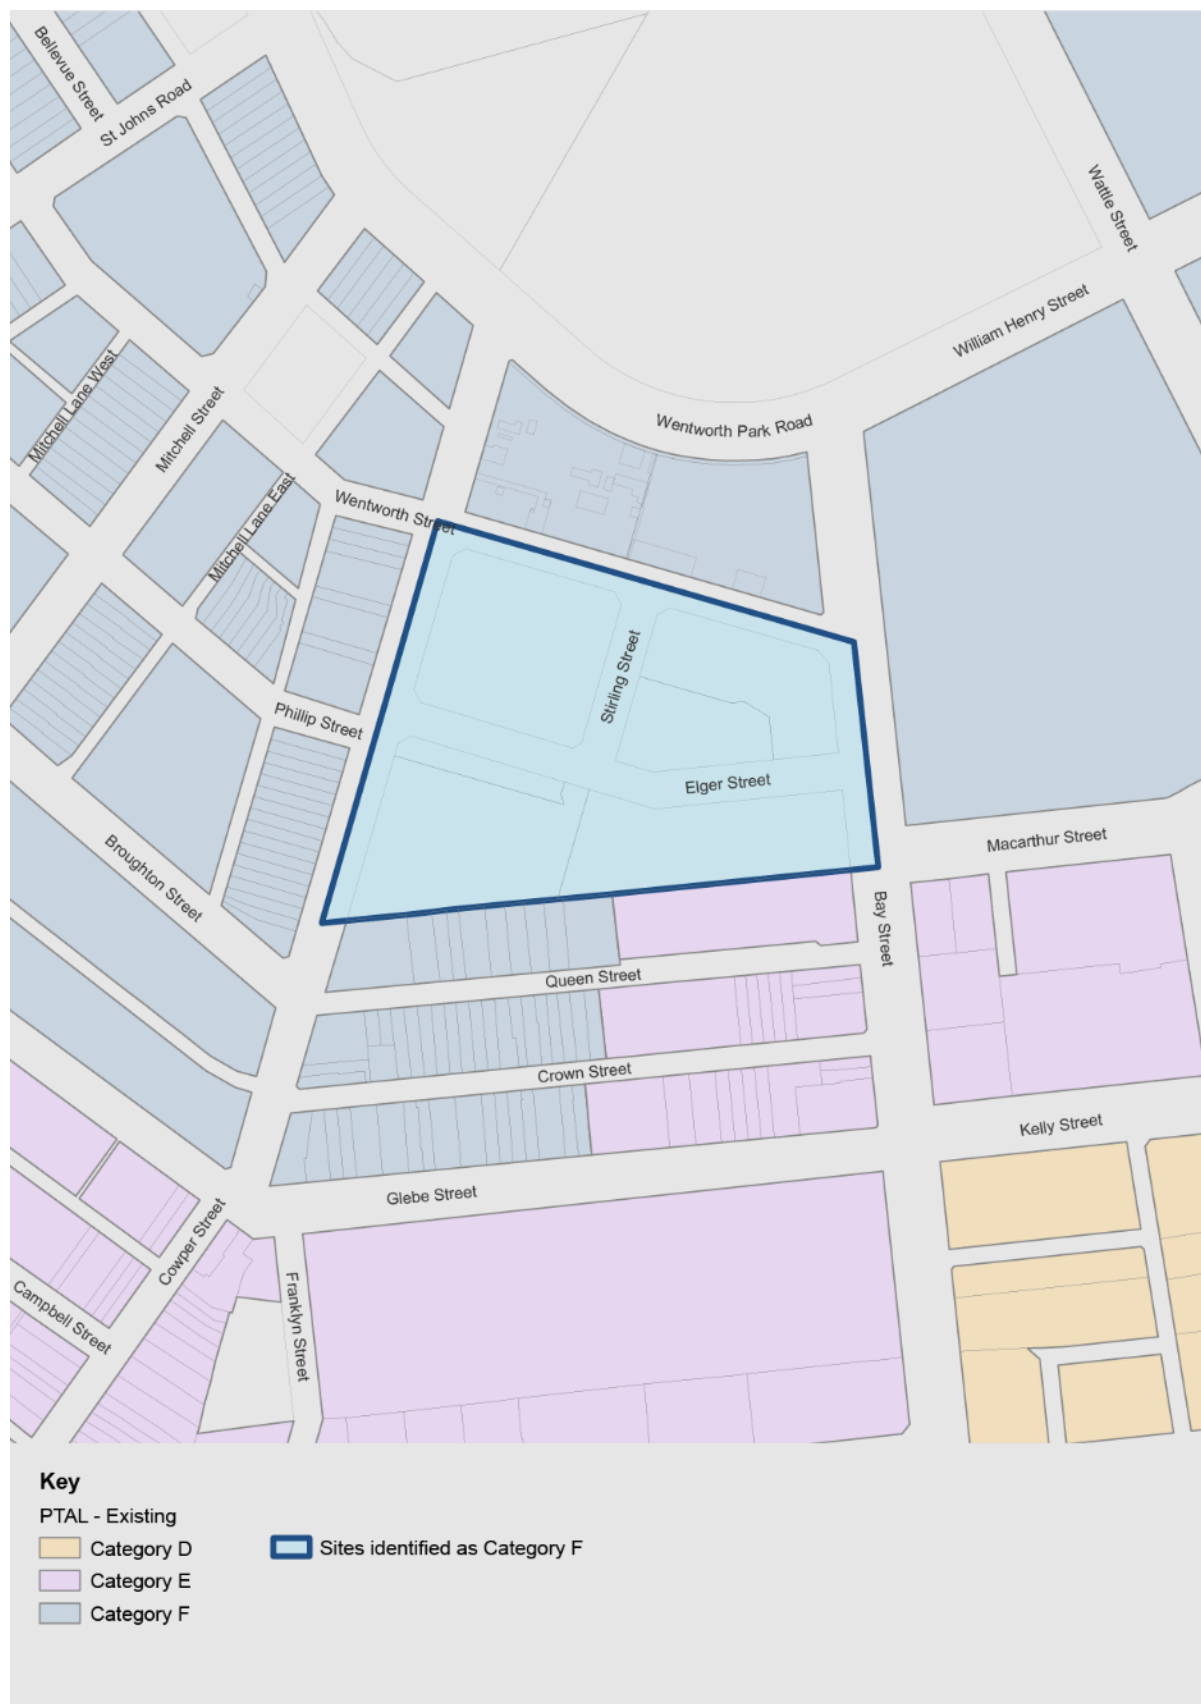 Bellevue Street
St Johns Road
Wattle Street
William Henry Street
Mitchell Lane West
Mitchell Street
Wentworth Park Road
Mitchell Lane East
Wentworth Street
Stirling Street
Phillip Street
Elger Street
Macarthur Street
Broughton Street
Bay Street
Queen Street
Crown Street
Kelly Street
Glebe Street
Cowper Street
Campbell Street
Franklyn Street
Key
PTAL - Existing
Category D
Sites identified as Category F
Category E
Category F